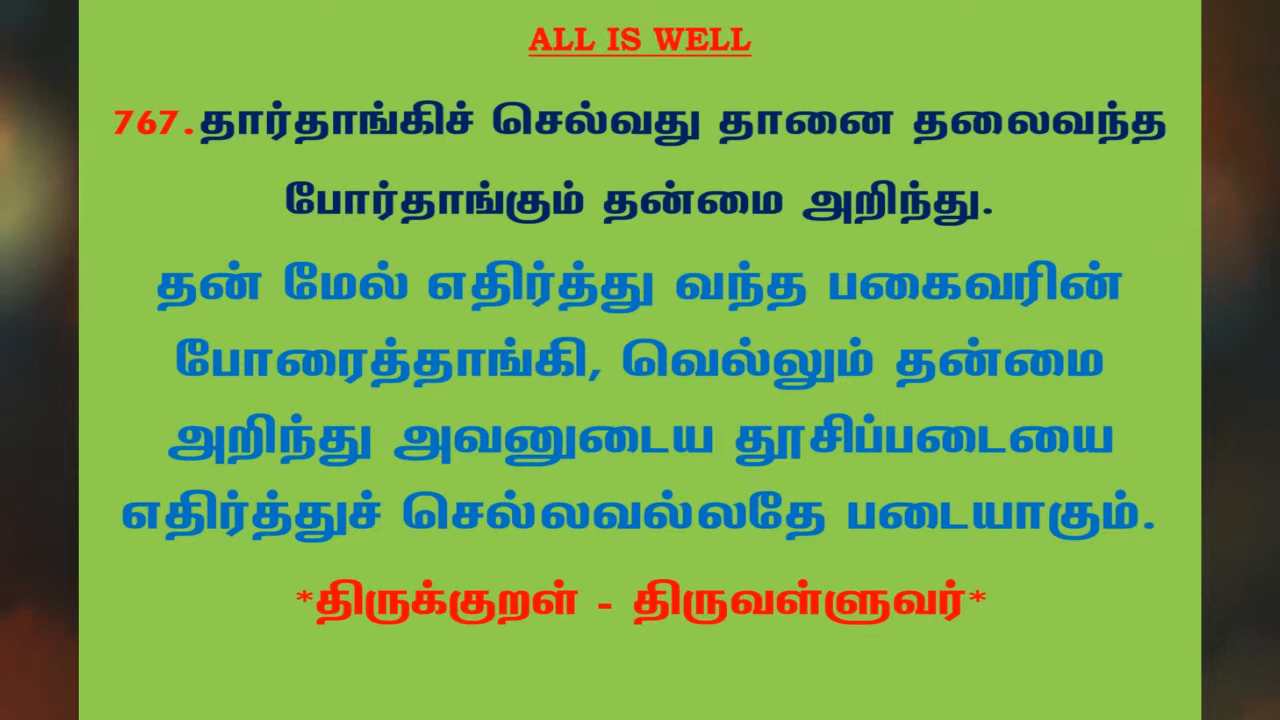 ALL IS WELL
767.தார்தாங்கிச் செல்வது தானை தலைவந்த
போர்தாங்கும் தன்மை அறிந்து.
தன் மேல் எதிர்த்து வந்த பகைவரின்
போரைத்தாங்கி, வெல்லும் தன்மை
அறிந்து அவனுடைய தூசிப்படையை
எதிர்த்துச் செல்லவல்லதே படையாகும்.
*திருக்குறள் - திருவள்ளுவர்*